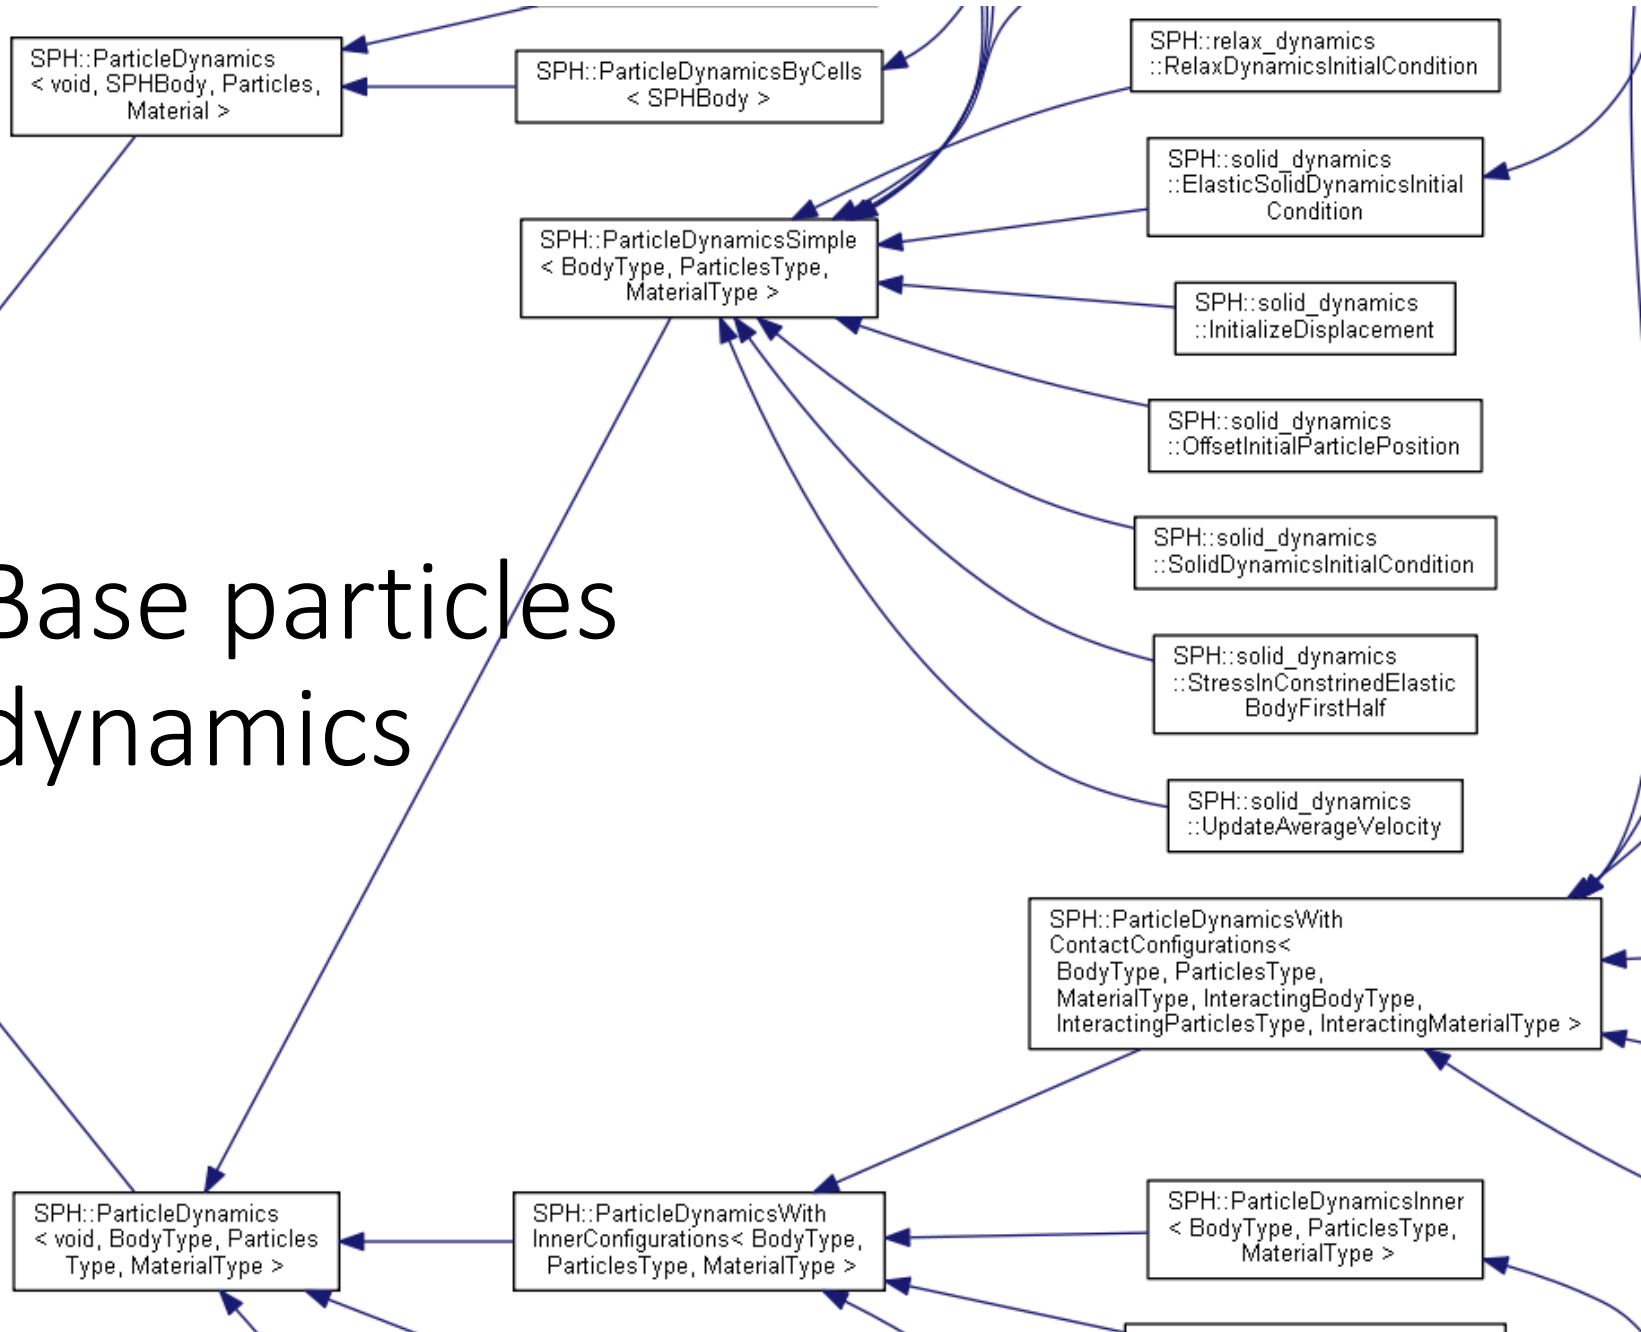 SPH::ParticleDynamics
< void, SPHBody, Particles,
Material >
SPH::ParticleDynamicsByCells
< SPHBody >
SPH::relax_dynamics
::RelaxDynamicsInitialCondition
SPH::solid_dynamics
::ElasticSolidDynamicsInitial
Condition
SPH::ParticleDynamicsSimple
< BodyType, ParticlesType,
MaterialType >
SPH::solid_dynamics
::InitializeDisplacement
SPH::solid_dynamics
::OffsetInitialParticlePosition
SPH::solid_dynamics
::SolidDynamicsInitialCondition
Base particles
dynamics
SPH::solid_dynamics
::StressInConstrinedElastic
BodyFirstHalf
SPH::solid_dynamics
::UpdateAverageVelocity
SPH::ParticleDynamicsWith
ContactConfigurations<
BodyType, ParticlesType,
MaterialType, InteractingBodyType,
InteractingParticlesType, InteractingMaterialType >
SPH::ParticleDynamics
< void, BodyType, Particles
Type, MaterialType >
SPH::ParticleDynamicsWith
InnerConfigurations< BodyType,
ParticlesType, MaterialType >
SPH::ParticleDynamicsInner
< BodyType, ParticlesType,
MaterialType >